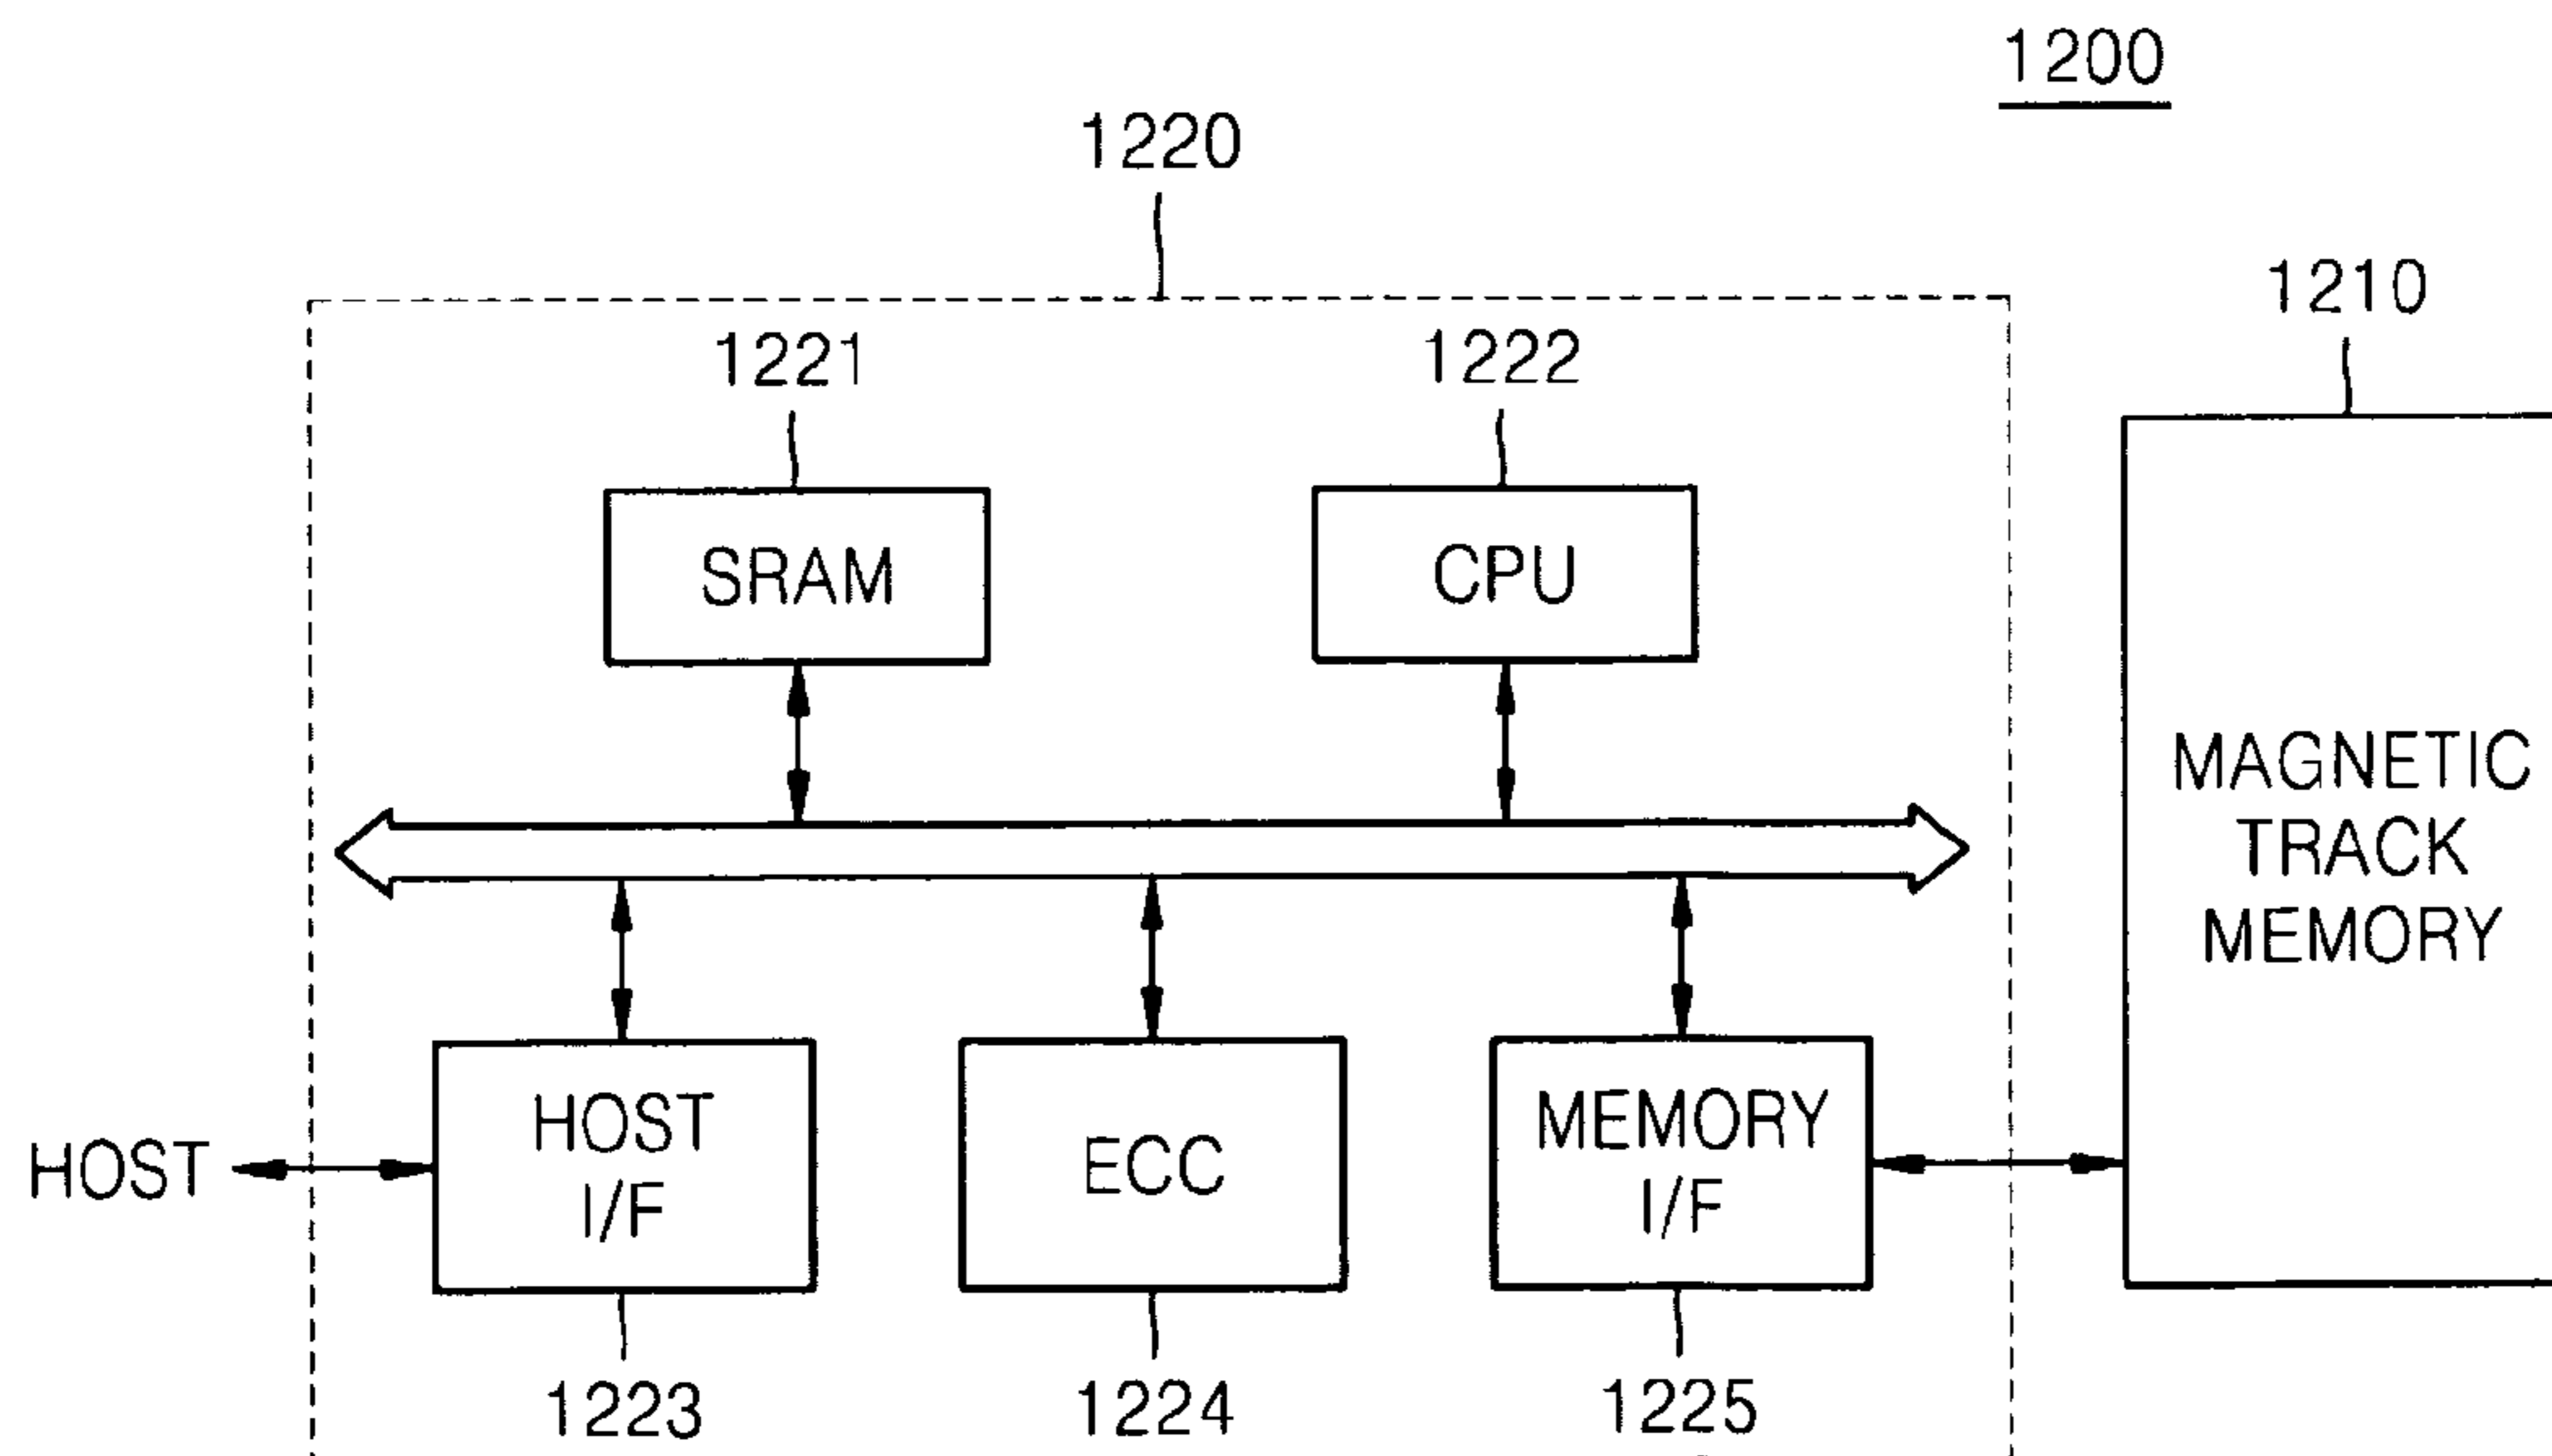 1200
1220
1210
1221
1222
SRAM
CPU
MAGNETIC
TRACK
MEMORY
HOST
HOST
I/F
ECC
MEMORY
I/F
1223
1224
1225